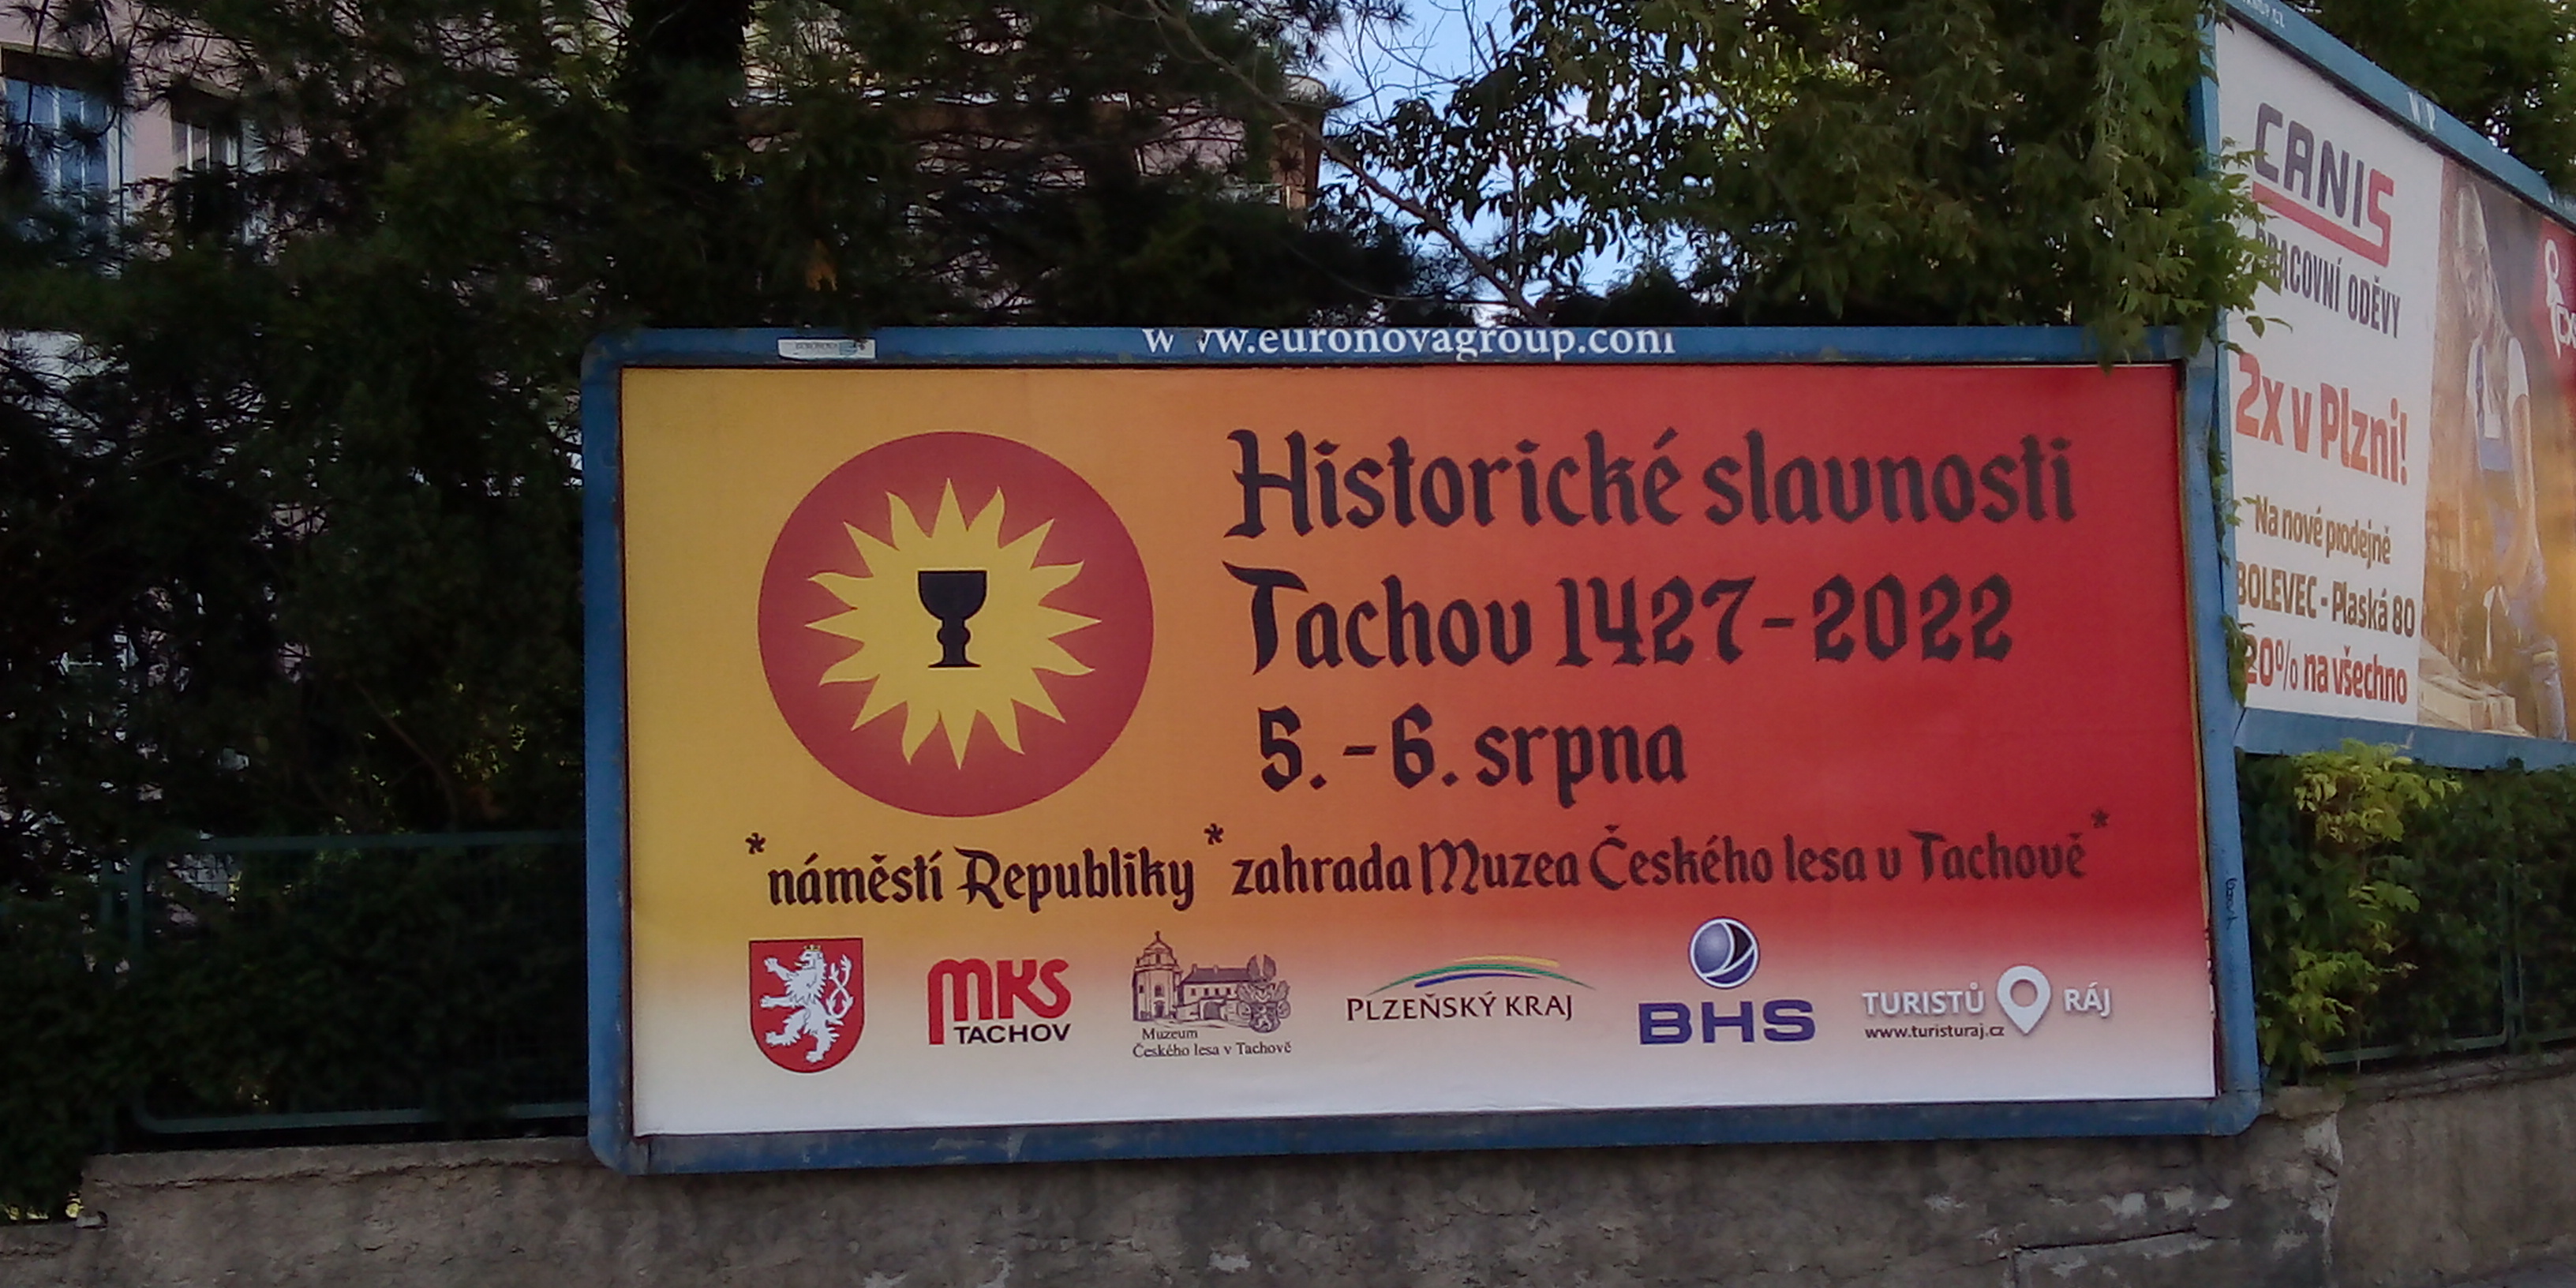 www.euronovagroup.com
Historické slavnosti
Tachov 1427-2022
5.-6. srpna
*náměstí Republiky *zahrada Muzea Českého lesa v Tachově*
MKS
TACHOV
Muzeum
Českého lesa v Tachově
PLZEŇSKÝ KRAJ
BHS
TURISTŮ RÁJ
www.turisturaj.cz
CANIS
PRACOVNÍ ODĚVY
2x v Plzni!
Na nové prodejně
BOLEVEC - Plaská 80
20% na všechno